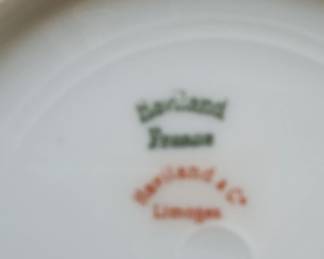 Haviland
France
Haviland & Co
Limoges